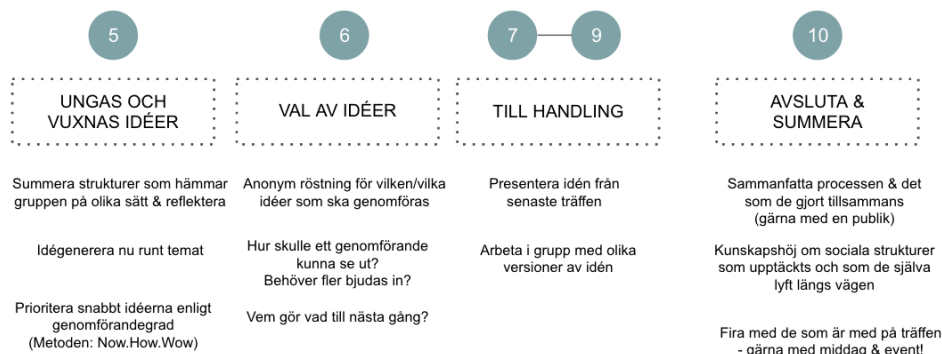 5
UNGAS OCH
VUXNAS IDÉER
Summera strukturer som hämmar
gruppen på olika sätt & reflektera
Idégenerera nu runt temat
Prioritera snabbt idéerna enligt
genomförandegrad
(Metoden: Now.How.Wow)
6
VAL AV IDÉER
Anonym röstning för vilken/vilka
idéer som ska genomföras
Hur skulle ett genomförande
kunna se ut?
Behöver fler bjudas in?
Vem gör vad till nästa gång?
7
9
TILL HANDLING
Presentera idén från
senaste träffen
Arbeta i grupp med olika
versioner av idén
10
AVSLUTA &
SUMMERA
Sammanfatta processen & det
som de gjort tillsammans
(gärna med en publik)
Kunskapshöj om sociala strukturer
som upptäckts och som de själva
lyft längs vägen
Fira med de som är med på träffen
- gärna med middag & event!